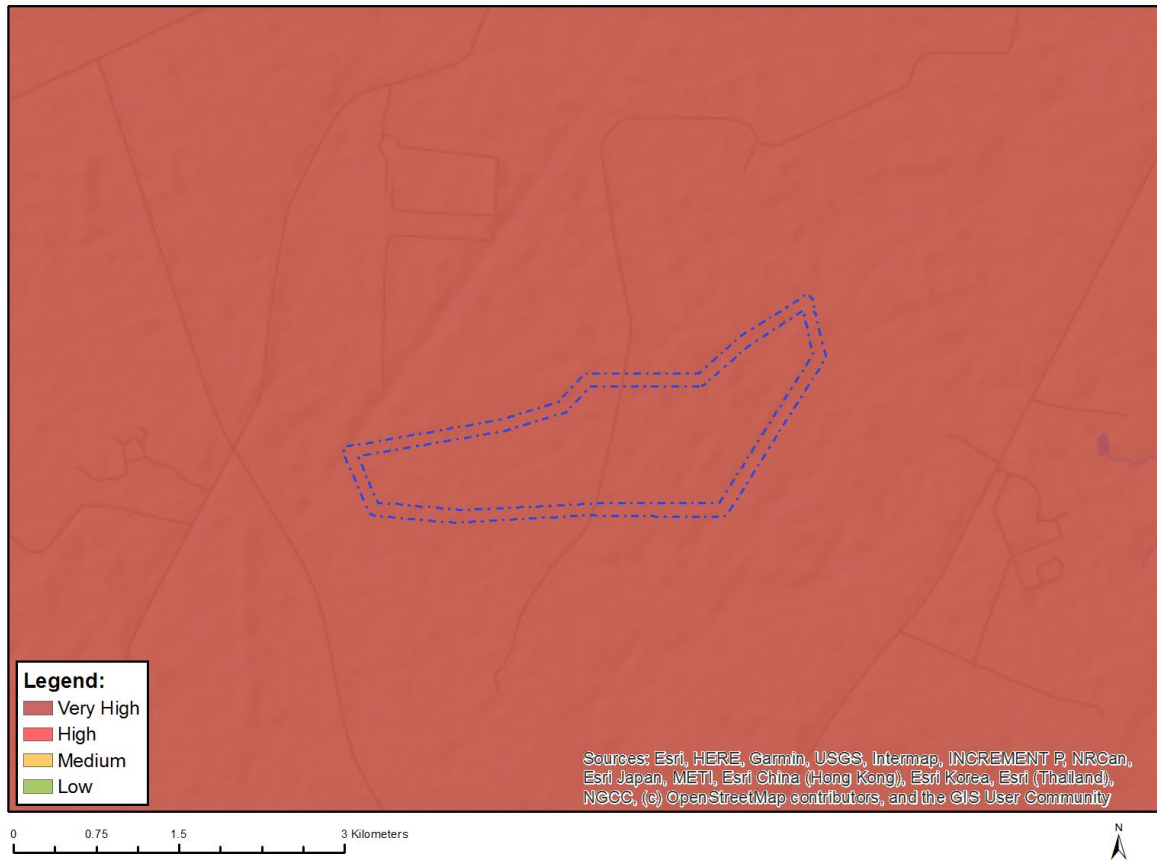 Legend:
Very High
High
Medium
Low
Sources: Esri, HERE, Garmin, USGS, Intermap, INCREMENT P, NRCan,
Esri Japan, METI, Esri China (Hong Kong), Esri Korea, Esri (Thailand),
NGCC, (c) OpenStreetMap contributors, and the GIS User Community
0 0.75 1.5 3 Kilometers
N